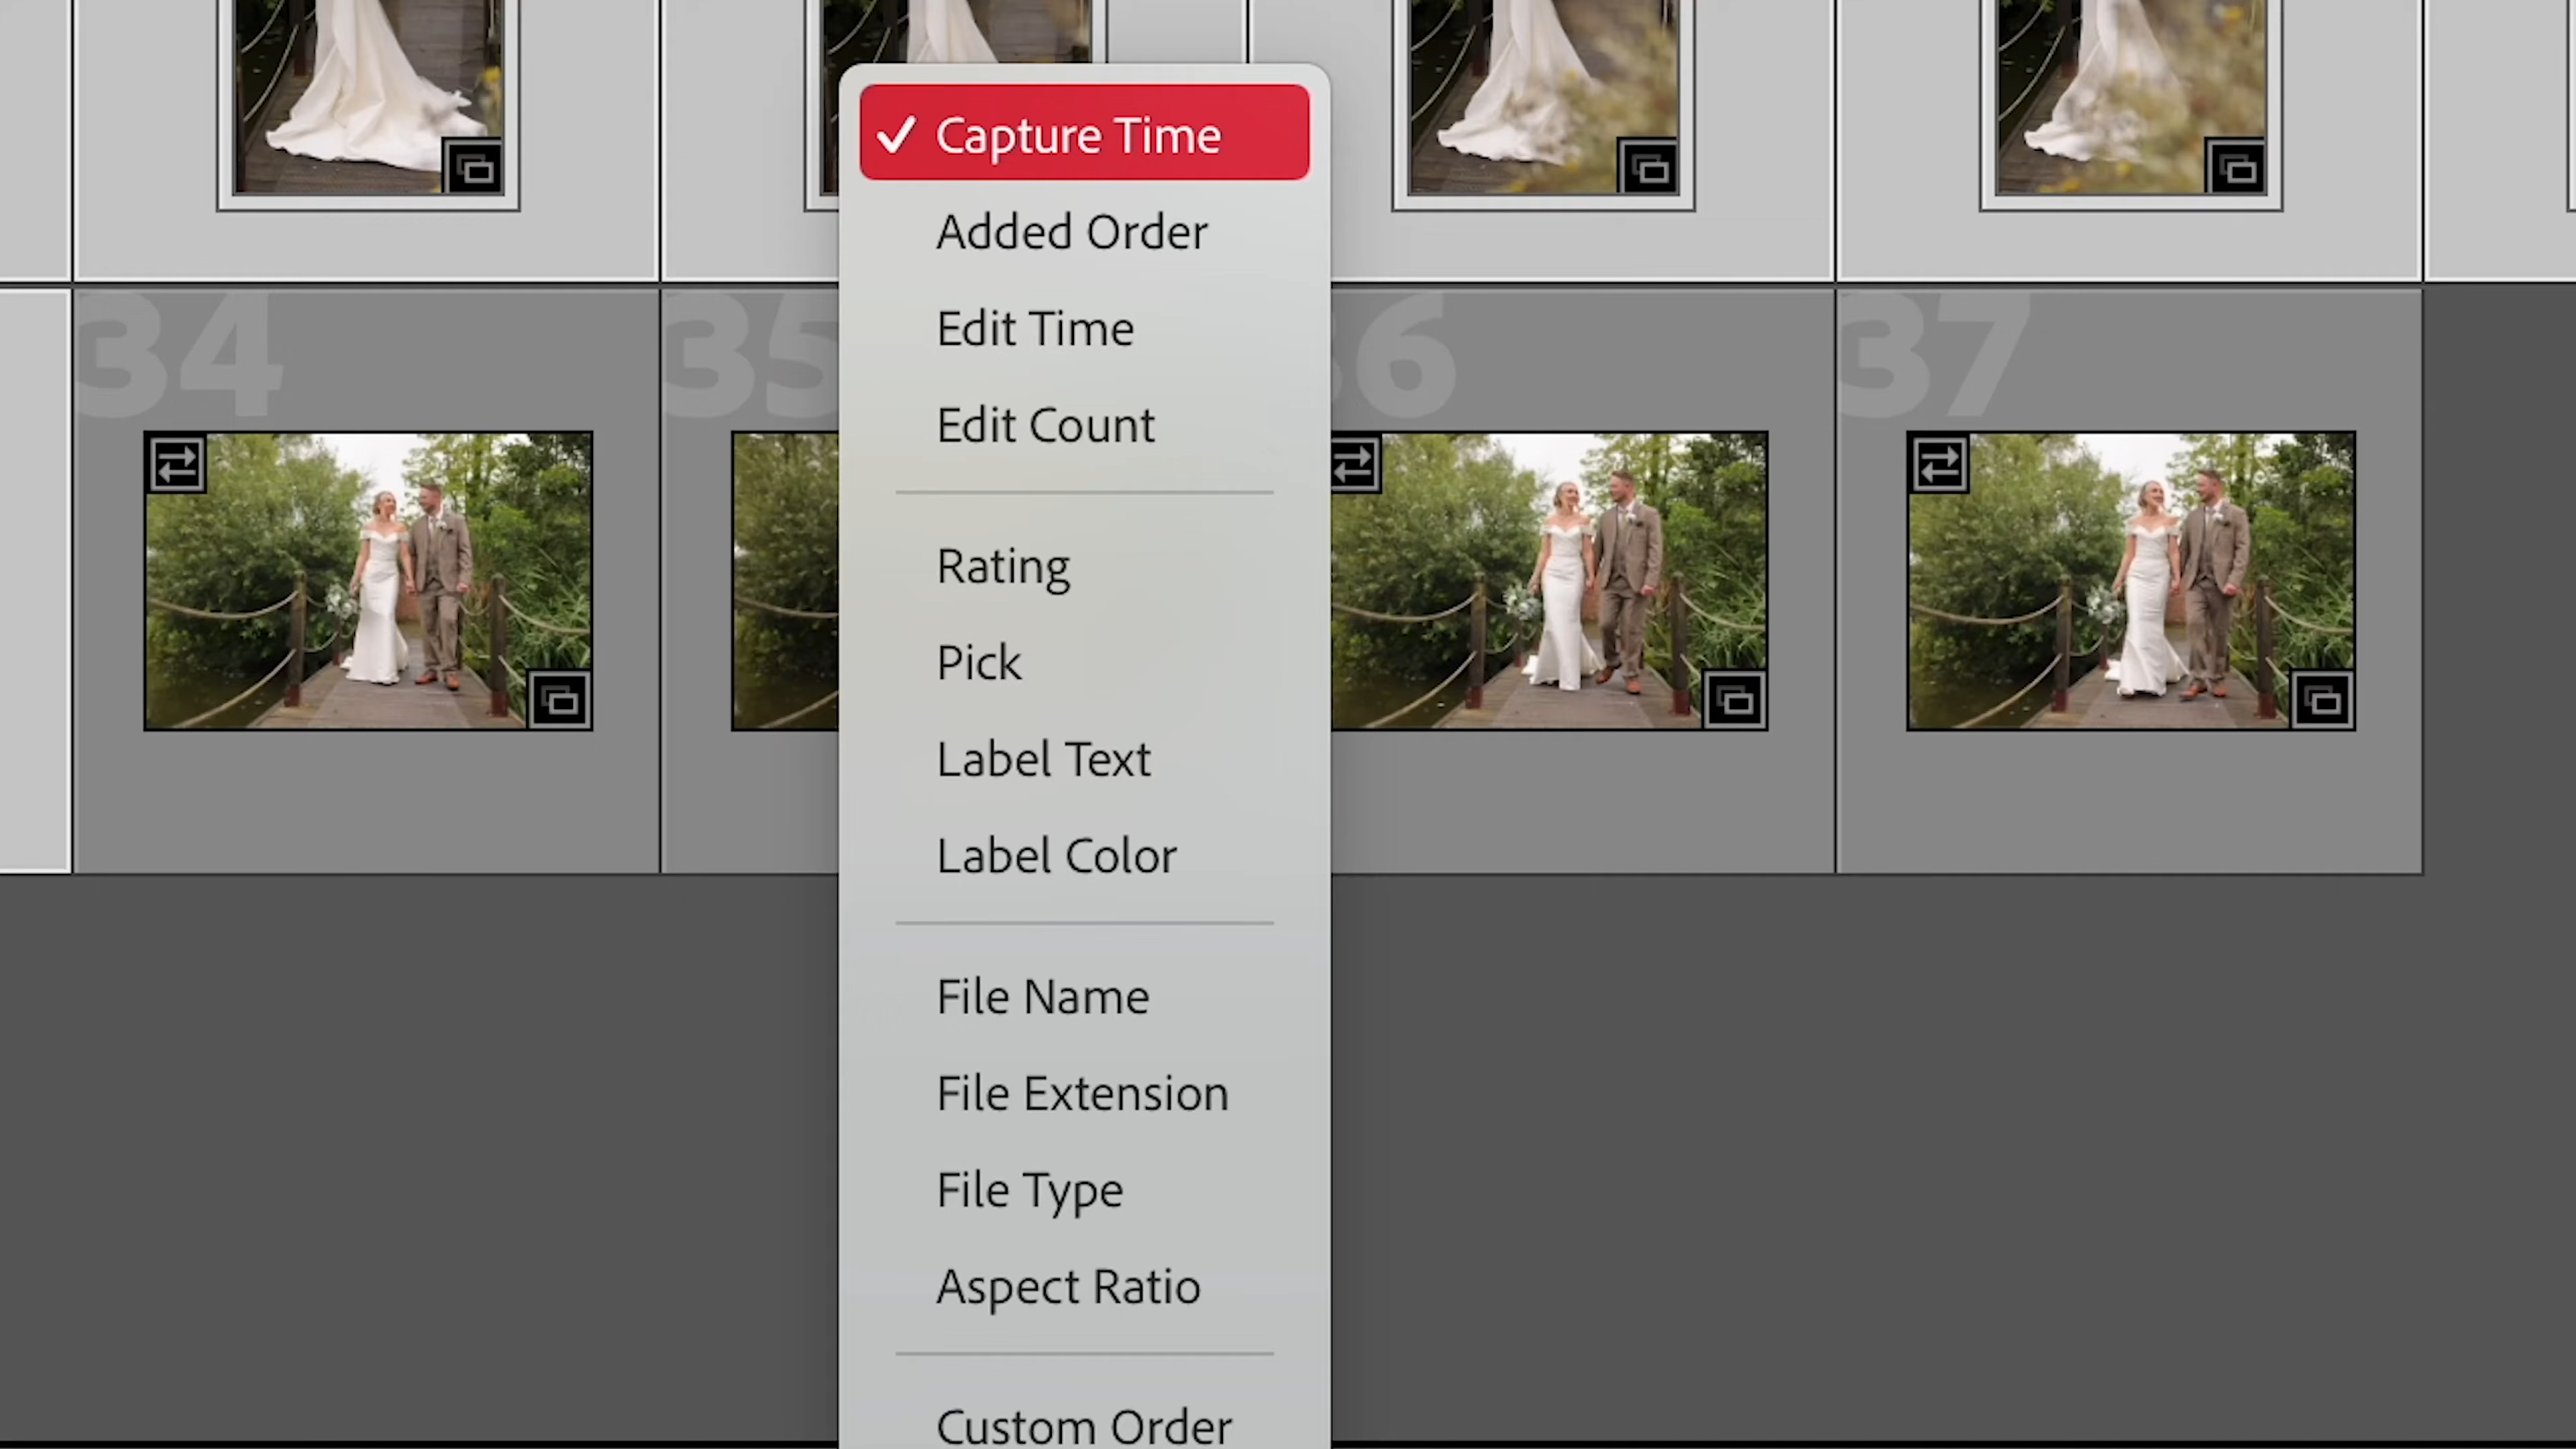 Capture Time
Added Order
Edit Time
Edit Count
34
35
36
37
Rating
Pick
Label Text
Label Color
File Name
File Extension
File Type
Aspect Ratio
Custom Order